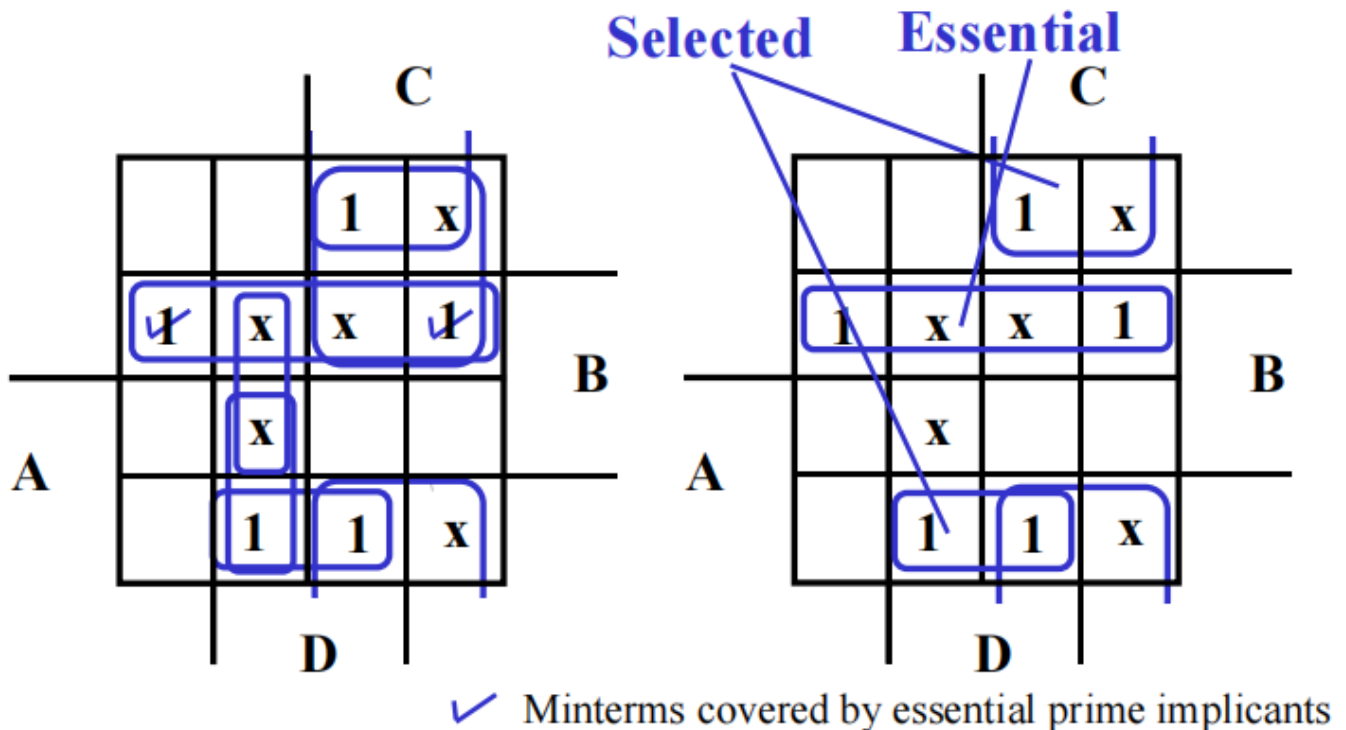 Selected Essential
C C
1 x 1 x
1 x x 1 1 x x 1
B B
x x
A A
1 1 x 1 1 x
D D
✓ Minterms covered by essential prime implicants